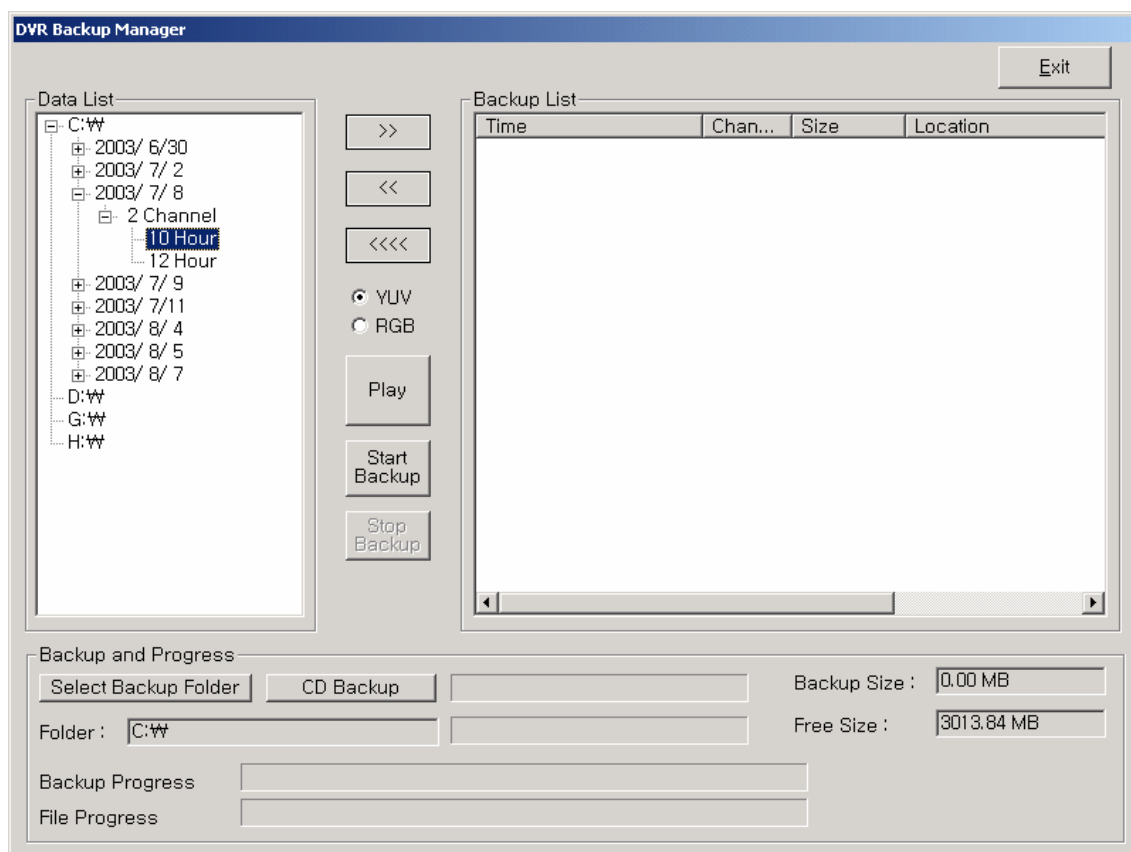 DVR Backup Manager
Exit
Data List
C:₩
2003/ 6/30
2003/ 7/ 2
2003/ 7/ 8
2 Channel
10 Hour
12 Hour
2003/ 7/ 9
2003/ 7/11
2003/ 8/ 4
2003/ 8/ 5
2003/ 8/ 7
D:₩
G:₩
H:₩
>>
<<
<<<<
YUV
RGB
Play
Start
Backup
Stop
Backup
Backup List
Time Chan... Size Location
Backup and Progress
Select Backup Folder CD Backup Backup Size : 0.00 MB
Folder : C:₩ Free Size : 3013.84 MB
Backup Progress
File Progress